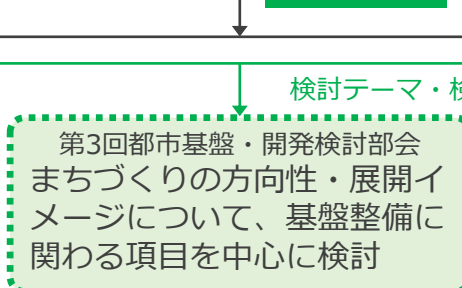 検討テーマ・検
第3回都市基盤・開発検討部会
まちづくりの方向性・展開イ
メージについて、基盤整備に
関わる項目を中心に検討